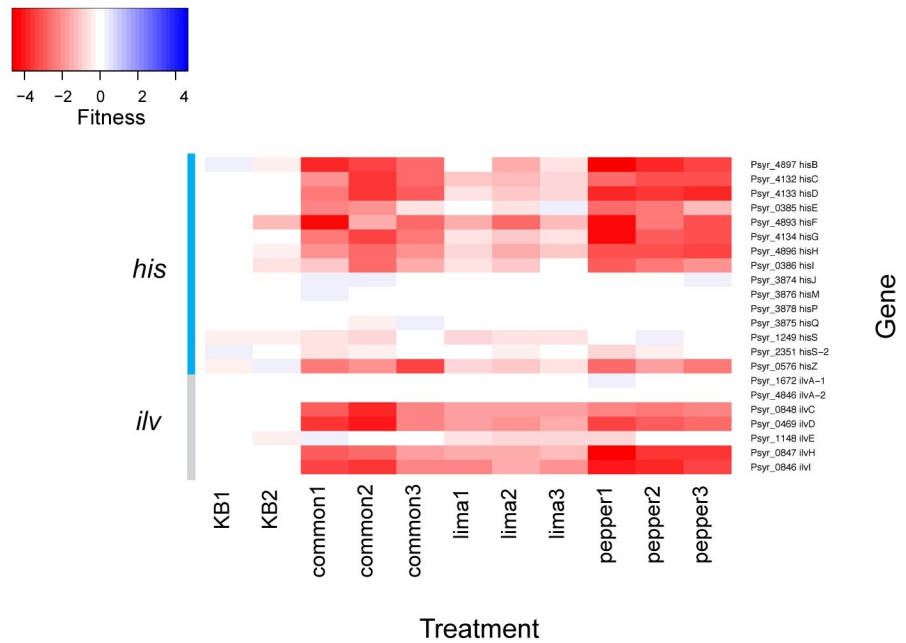 −4 −2 0 2 4
Fitness
his
ilv
Psyr_4897 hisB
Psyr_4132 hisC
Psyr_4133 hisD
Psyr_0385 hisE
Psyr_4893 hisF
Psyr_4134 hisG
Psyr_4896 hisH
Psyr_0386 hisI
Psyr_3874 hisJ
Psyr_3876 hisM
Psyr_3878 hisP
Psyr_3875 hisQ
Psyr_1249 hisS
Psyr_2351 hisS−2
Psyr_0576 hisZ
Psyr_1672 ilvA−1
Psyr_4846 ilvA−2
Psyr_0848 ilvC
Psyr_0469 ilvD
Psyr_1148 ilvE
Psyr_0847 ilvH
Psyr_0846 ilvI
Gene
KB1
KB2
common1
common2
common3
lima1
lima2
lima3
pepper1
pepper2
pepper3
Treatment